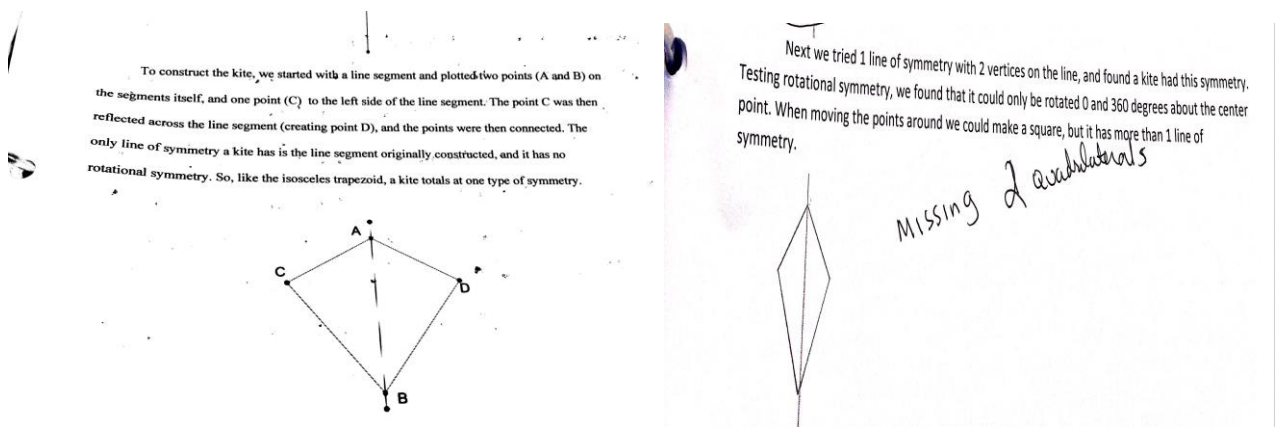 To construct the kite, we started with a line segment and plotted two points (A and B) on
the segments itself, and one point (C) to the left side of the line segment. The point C was then
reflected across the line segment (creating point D), and the points were then connected. The
only line of symmetry a kite has is the line segment originally constructed, and it has no
rotational symmetry. So, like the isosceles trapezoid, a kite totals at one type of symmetry.
A
C
D
B
Next we tried 1 line of symmetry with 2 vertices on the line, and found a kite had this symmetry.
Testing rotational symmetry, we found that it could only be rotated 0 and 360 degrees about the center
point. When moving the points around we could make a square, but it has more than 1 line of
symmetry.
Missing 2 quadrilaterals